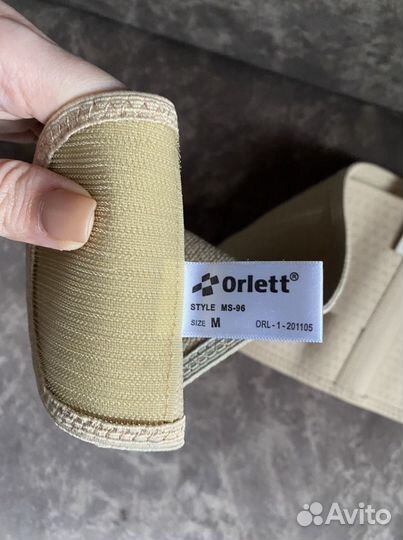 Orlett®
STYLE MS-96
SIZE M ORL-1-201105
Avito